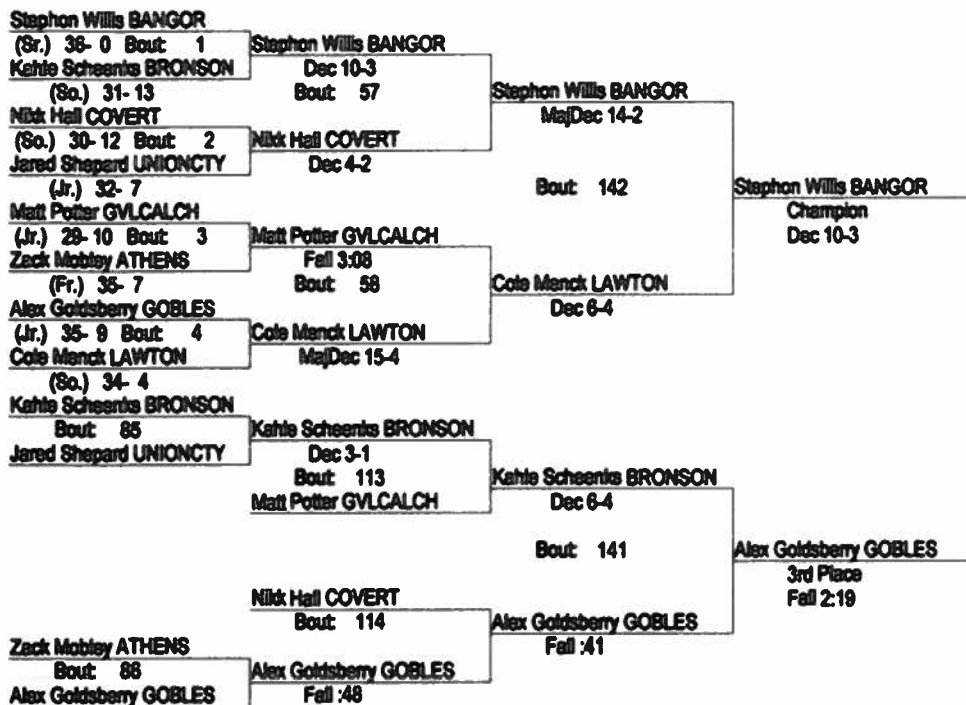 Stephon Willis BANGOR
(Sr.) 36- 0 Bout: 1
Kahle Scheenks BRONSON
(So.) 31- 13
Nikk Hall COVERT
(So.) 30- 12 Bout: 2
Jared Shepard UNIONCTY
(Jr.) 32- 7
Matt Potter GVLCALCH
(Jr.) 29- 10 Bout: 3
Zack Mobley ATHENS
(Fr.) 35- 7
Alex Goldsberry GOBLES
(Jr.) 35- 9 Bout: 4
Cole Menck LAWTON
(So.) 34- 4
Stephon Willis BANGOR
Dec 10-3
Bout: 57
Nikk Hall COVERT
Dec 4-2
Matt Potter GVLCALCH
Fall 3:08
Bout: 58
Cole Menck LAWTON
MajDec 15-4
Stephon Willis BANGOR
MajDec 14-2
Bout: 142
Cole Menck LAWTON
Dec 6-4
Stephon Willis BANGOR
Champion
Dec 10-3
Kahle Scheenks BRONSON
Bout: 85
Jared Shepard UNIONCTY
Zack Mobley ATHENS
Bout: 86
Alex Goldsberry GOBLES
Kahle Scheenks BRONSON
Dec 3-1
Bout: 113
Matt Potter GVLCALCH
Nikk Hall COVERT
Bout: 114
Alex Goldsberry GOBLES
Fall :48
Kahle Scheenks BRONSON
Dec 6-4
Bout: 141
Alex Goldsberry GOBLES
Fall :41
Alex Goldsberry GOBLES
3rd Place
Fall 2:19